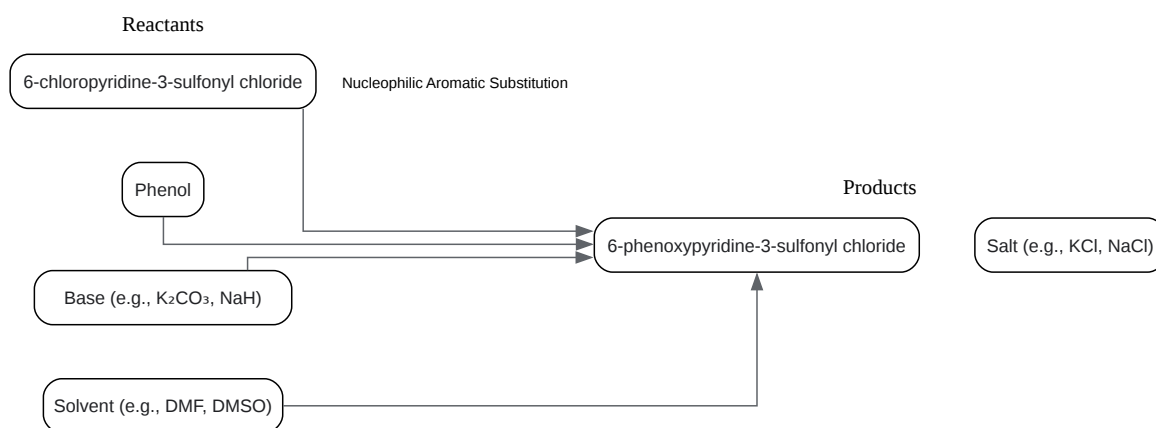 Reactants
6-chloropyridine-3-sulfonyl chloride
Nucleophilic Aromatic Substitution
Phenol
Products
6-phenoxypyridine-3-sulfonyl chloride
Salt (e.g., KCl, NaCl)
Base (e.g., K₂CO₃, NaH)
Solvent (e.g., DMF, DMSO)